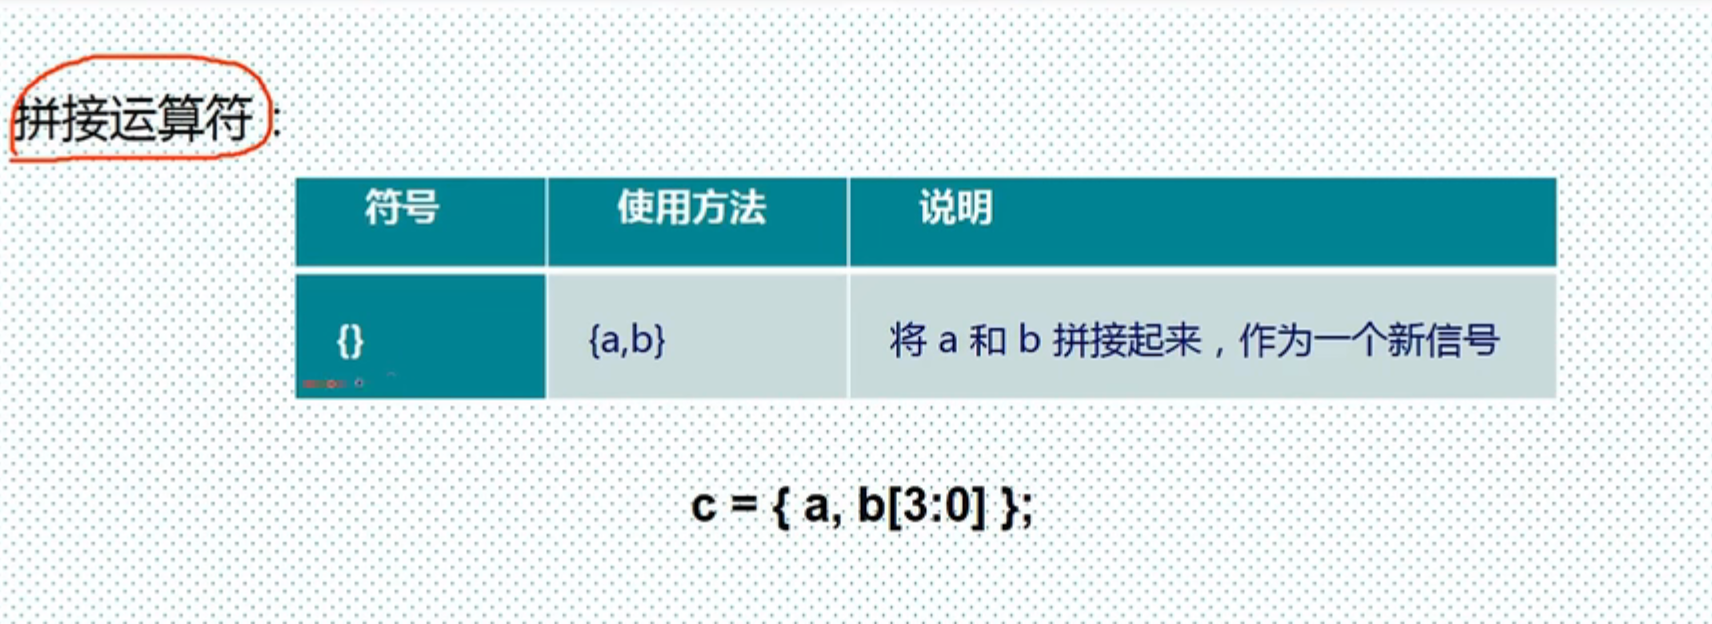 拼接运算符：
符号 使用方法 说明
{} {a,b} 将 a 和 b 拼接起来，作为一个新信号
c = { a, b[3:0] };